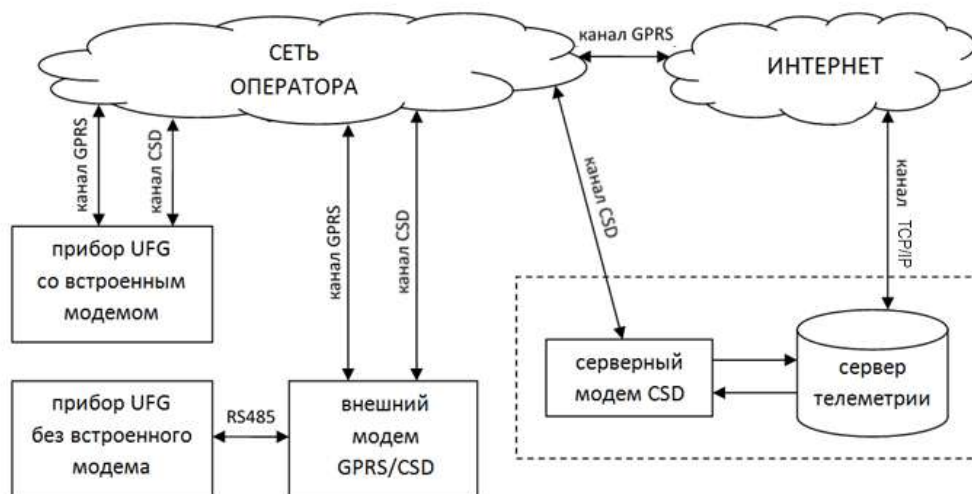 СЕТЬ
ОПЕРАТОРА
канал GPRS
ИНТЕРНЕТ
канал GPRS
канал CSD
канал GPRS
канал CSD
канал CSD
канал TCP/IP
прибор UFG
со встроенным
модемом
прибор UFG
без встроенного
модема
RS485
внешний
модем
GPRS/CSD
серверный
модем CSD
сервер
телеметрии